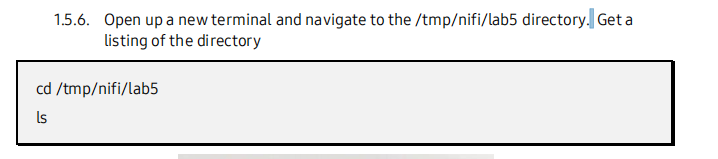 1.5.6. Open up a new terminal and navigate to the /tmp/nifi/lab5 directory. Get a
listing of the directory
cd /tmp/nifi/lab5
ls